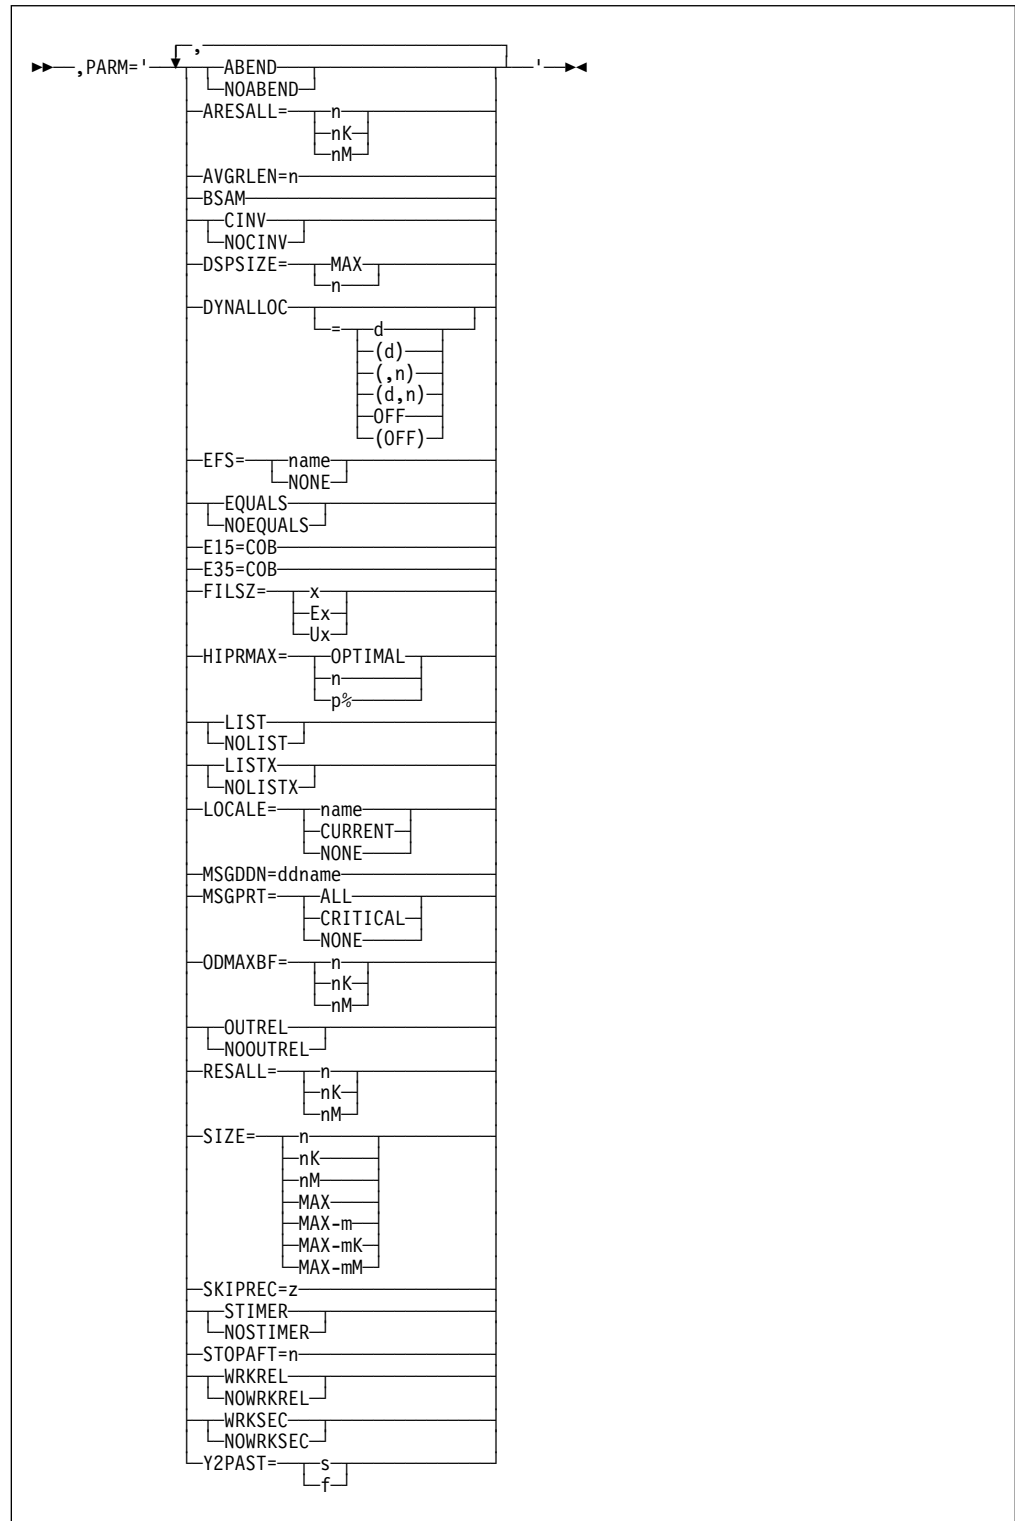 ,
,PARM=' ABEND '
NOABEND
ARESALL= n
nK
nM
AVGRLEN=n
BSAM
CINV
NOCINV
DSPSIZE= MAX
n
DYNALLOC
= d
(d)
(,n)
(d,n)
OFF
(OFF)
EFS= name
NONE
EQUALS
NOEQUALS
E15=COB
E35=COB
FILSZ= x
Ex
Ux
HIPRMAX= OPTIMAL
n
p%
LIST
NOLIST
LISTX
NOLISTX
LOCALE= name
CURRENT
NONE
MSGDDN=ddname
MSGPRT= ALL
CRITICAL
NONE
ODMAXBF= n
nK
nM
OUTREL
NOOUTREL
RESALL= n
nK
nM
SIZE= n
nK
nM
MAX
MAX-m
MAX-mK
MAX-mM
SKIPREC=z
STIMER
NOSTIMER
STOPAFT=n
WRKREL
NOWRKREL
WRKSEC
NOWRKSEC
Y2PAST= s
f